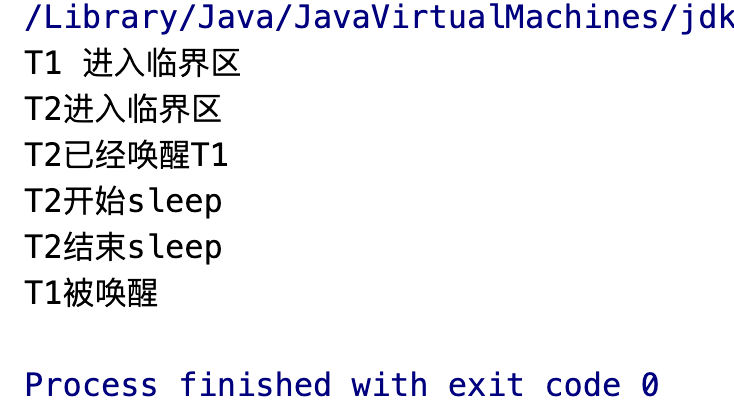 /Library/Java/JavaVirtualMachines/jdk
T1 进入临界区
T2进入临界区
T2已经唤醒T1
T2开始sleep
T2结束sleep
T1被唤醒
Process finished with exit code 0